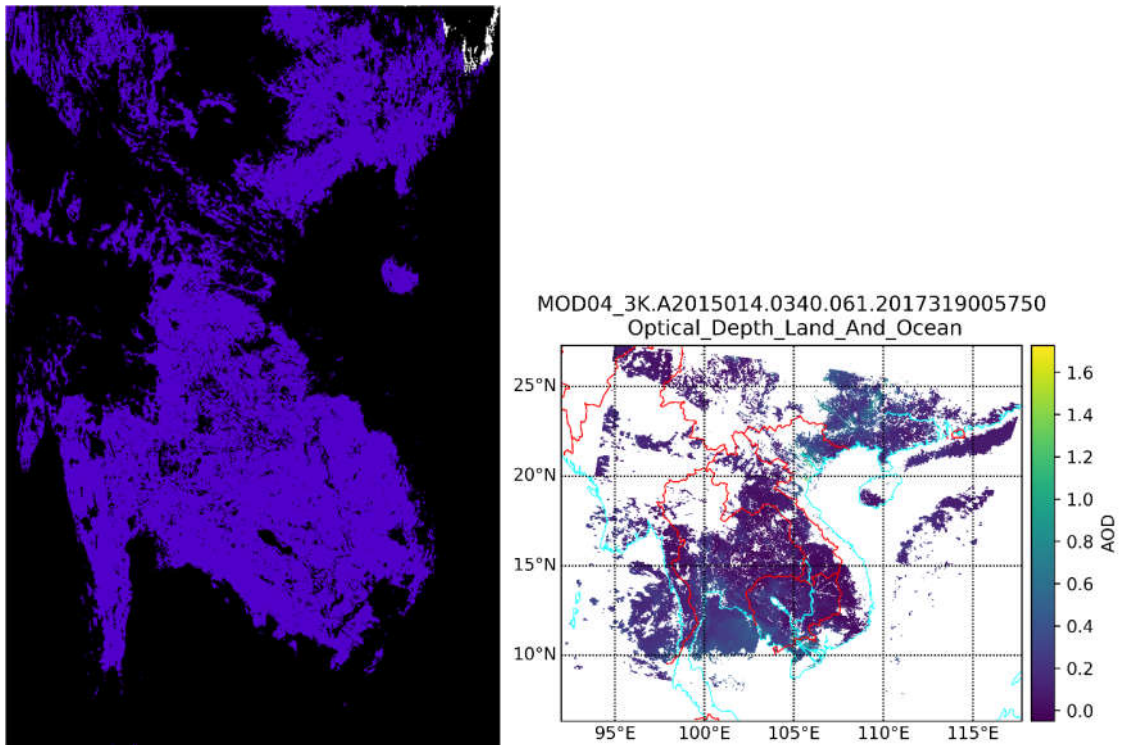 MOD04_3K.A2015014.0340.061.2017319005750
Optical_Depth_Land_And_Ocean
25°N
20°N
15°N
10°N
95°E
100°E
105°E
110°E
115°E
1.6
1.4
1.2
1.0
0.8
0.6
0.4
0.2
0.0
AOD